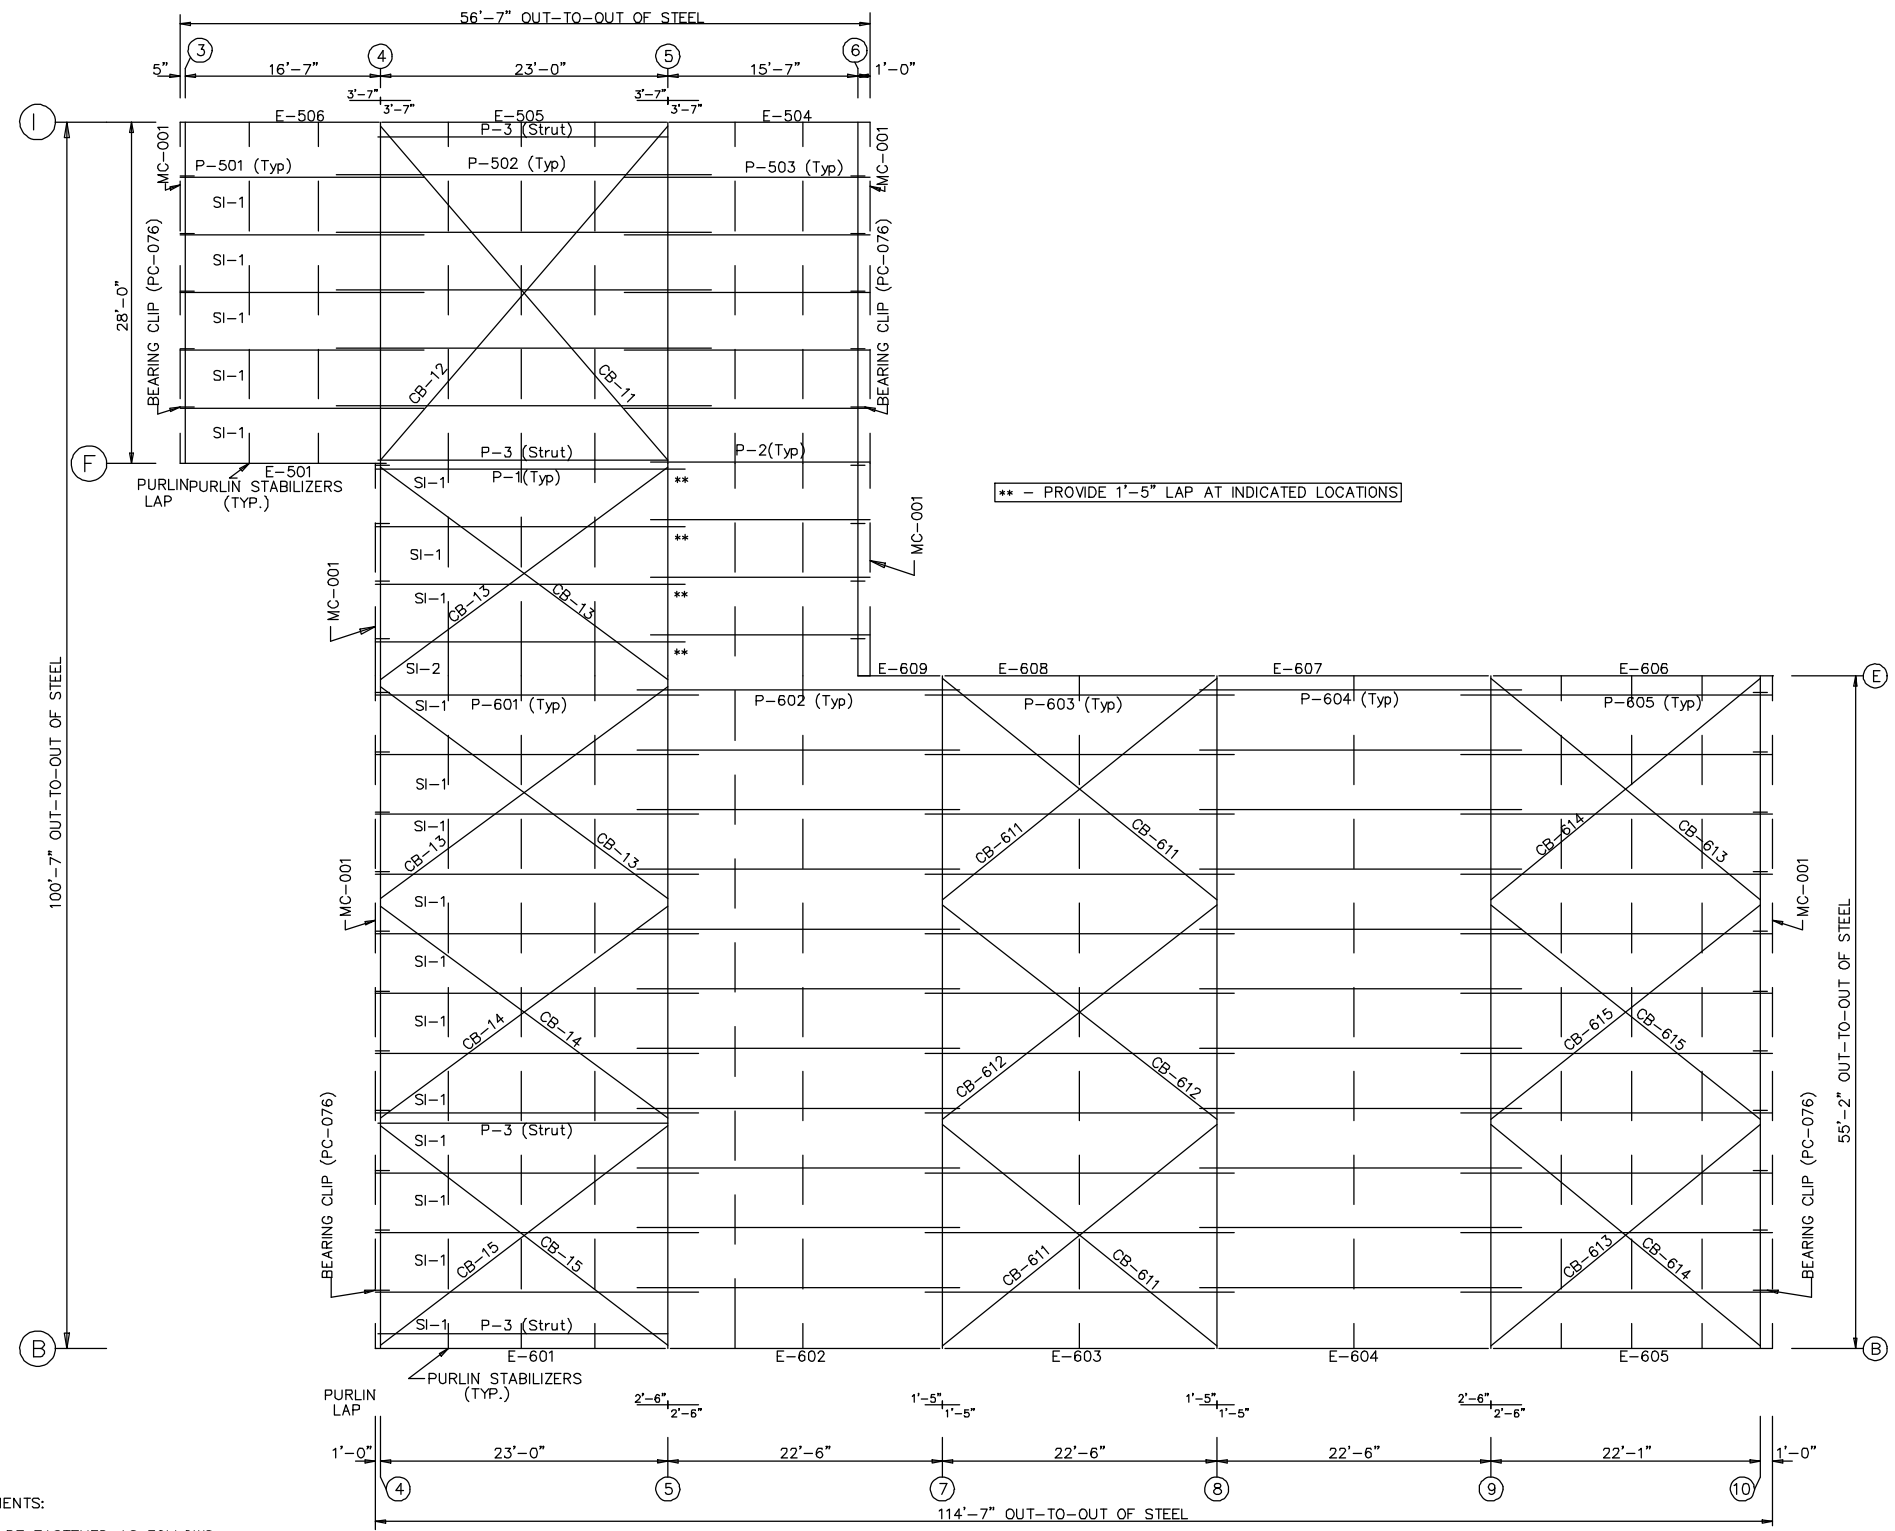 56'-7" OUT-TO-OUT OF STEEL
3
4
5
6
5"
16'-7"
23'-0"
15'-7"
1'-0"
3'-7"
3'-7"
3'-7"
3'-7"
I
E-506
E-505
E-504
P-3 (Strut)
MC-001
MC-001
P-501 (Typ)
P-502 (Typ)
P-503 (Typ)
SI-1
SI-1
SI-1
SI-1
SI-1
28'-0"
BEARING CLIP (PC-076)
BEARING CLIP (PC-076)
CB-12
CB-11
F
P-3 (Strut)
P-2(Typ)
E-501
P-1(Typ)
SI-1
**
PURLIN
LAP
PURLIN STABILIZERS
(TYP.)
** - PROVIDE 1'-5" LAP AT INDICATED LOCATIONS
**
SI-1
MC-001
MC-001
SI-1
**
CB-13
CB-13
**
SI-2
E-609
E-608
E-607
E-606
E
SI-1
P-601 (Typ)
P-602 (Typ)
P-603 (Typ)
P-604 (Typ)
P-605 (Typ)
100'-7" OUT-TO-OUT OF STEEL
SI-1
SI-1
CB-13
CB-13
CB-611
CB-611
CB-614
CB-613
MC-001
MC-001
SI-1
SI-1
SI-1
CB-14
CB-14
CB-612
CB-612
CB-615
CB-615
55'-2" OUT-TO-OUT OF STEEL
SI-1
P-3 (Strut)
SI-1
BEARING CLIP (PC-076)
BEARING CLIP (PC-076)
SI-1
SI-1
CB-15
CB-15
CB-611
CB-611
CB-613
CB-614
SI-1
P-3 (Strut)
B
B
E-601
E-602
E-603
E-604
E-605
PURLIN STABILIZERS
(TYP.)
PURLIN
LAP
2'-6"
2'-6"
1'-5"
1'-5"
1'-5"
1'-5"
2'-6"
2'-6"
1'-0"
23'-0"
22'-6"
22'-6"
22'-6"
22'-1"
1'-0"
4
5
7
8
9
10
114'-7" OUT-TO-OUT OF STEEL